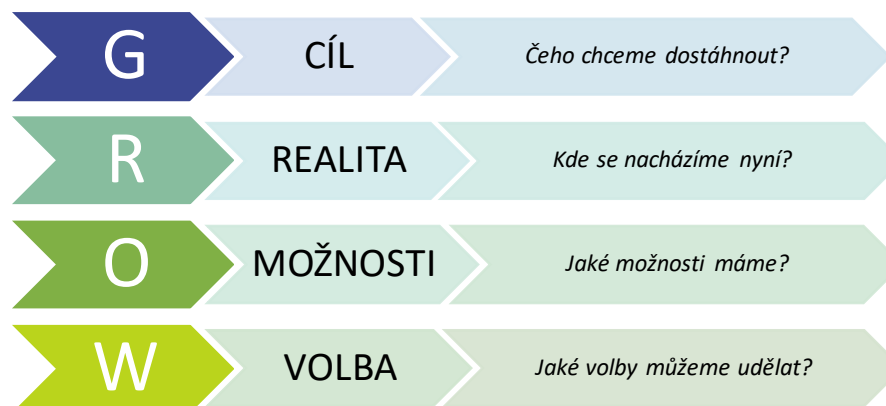 G CÍL Čeho chceme dostáhnout?
R REALITA Kde se nacházíme nyní?
O MOŽNOSTI Jaké možnosti máme?
W VOLBA Jaké volby můžeme udělat?